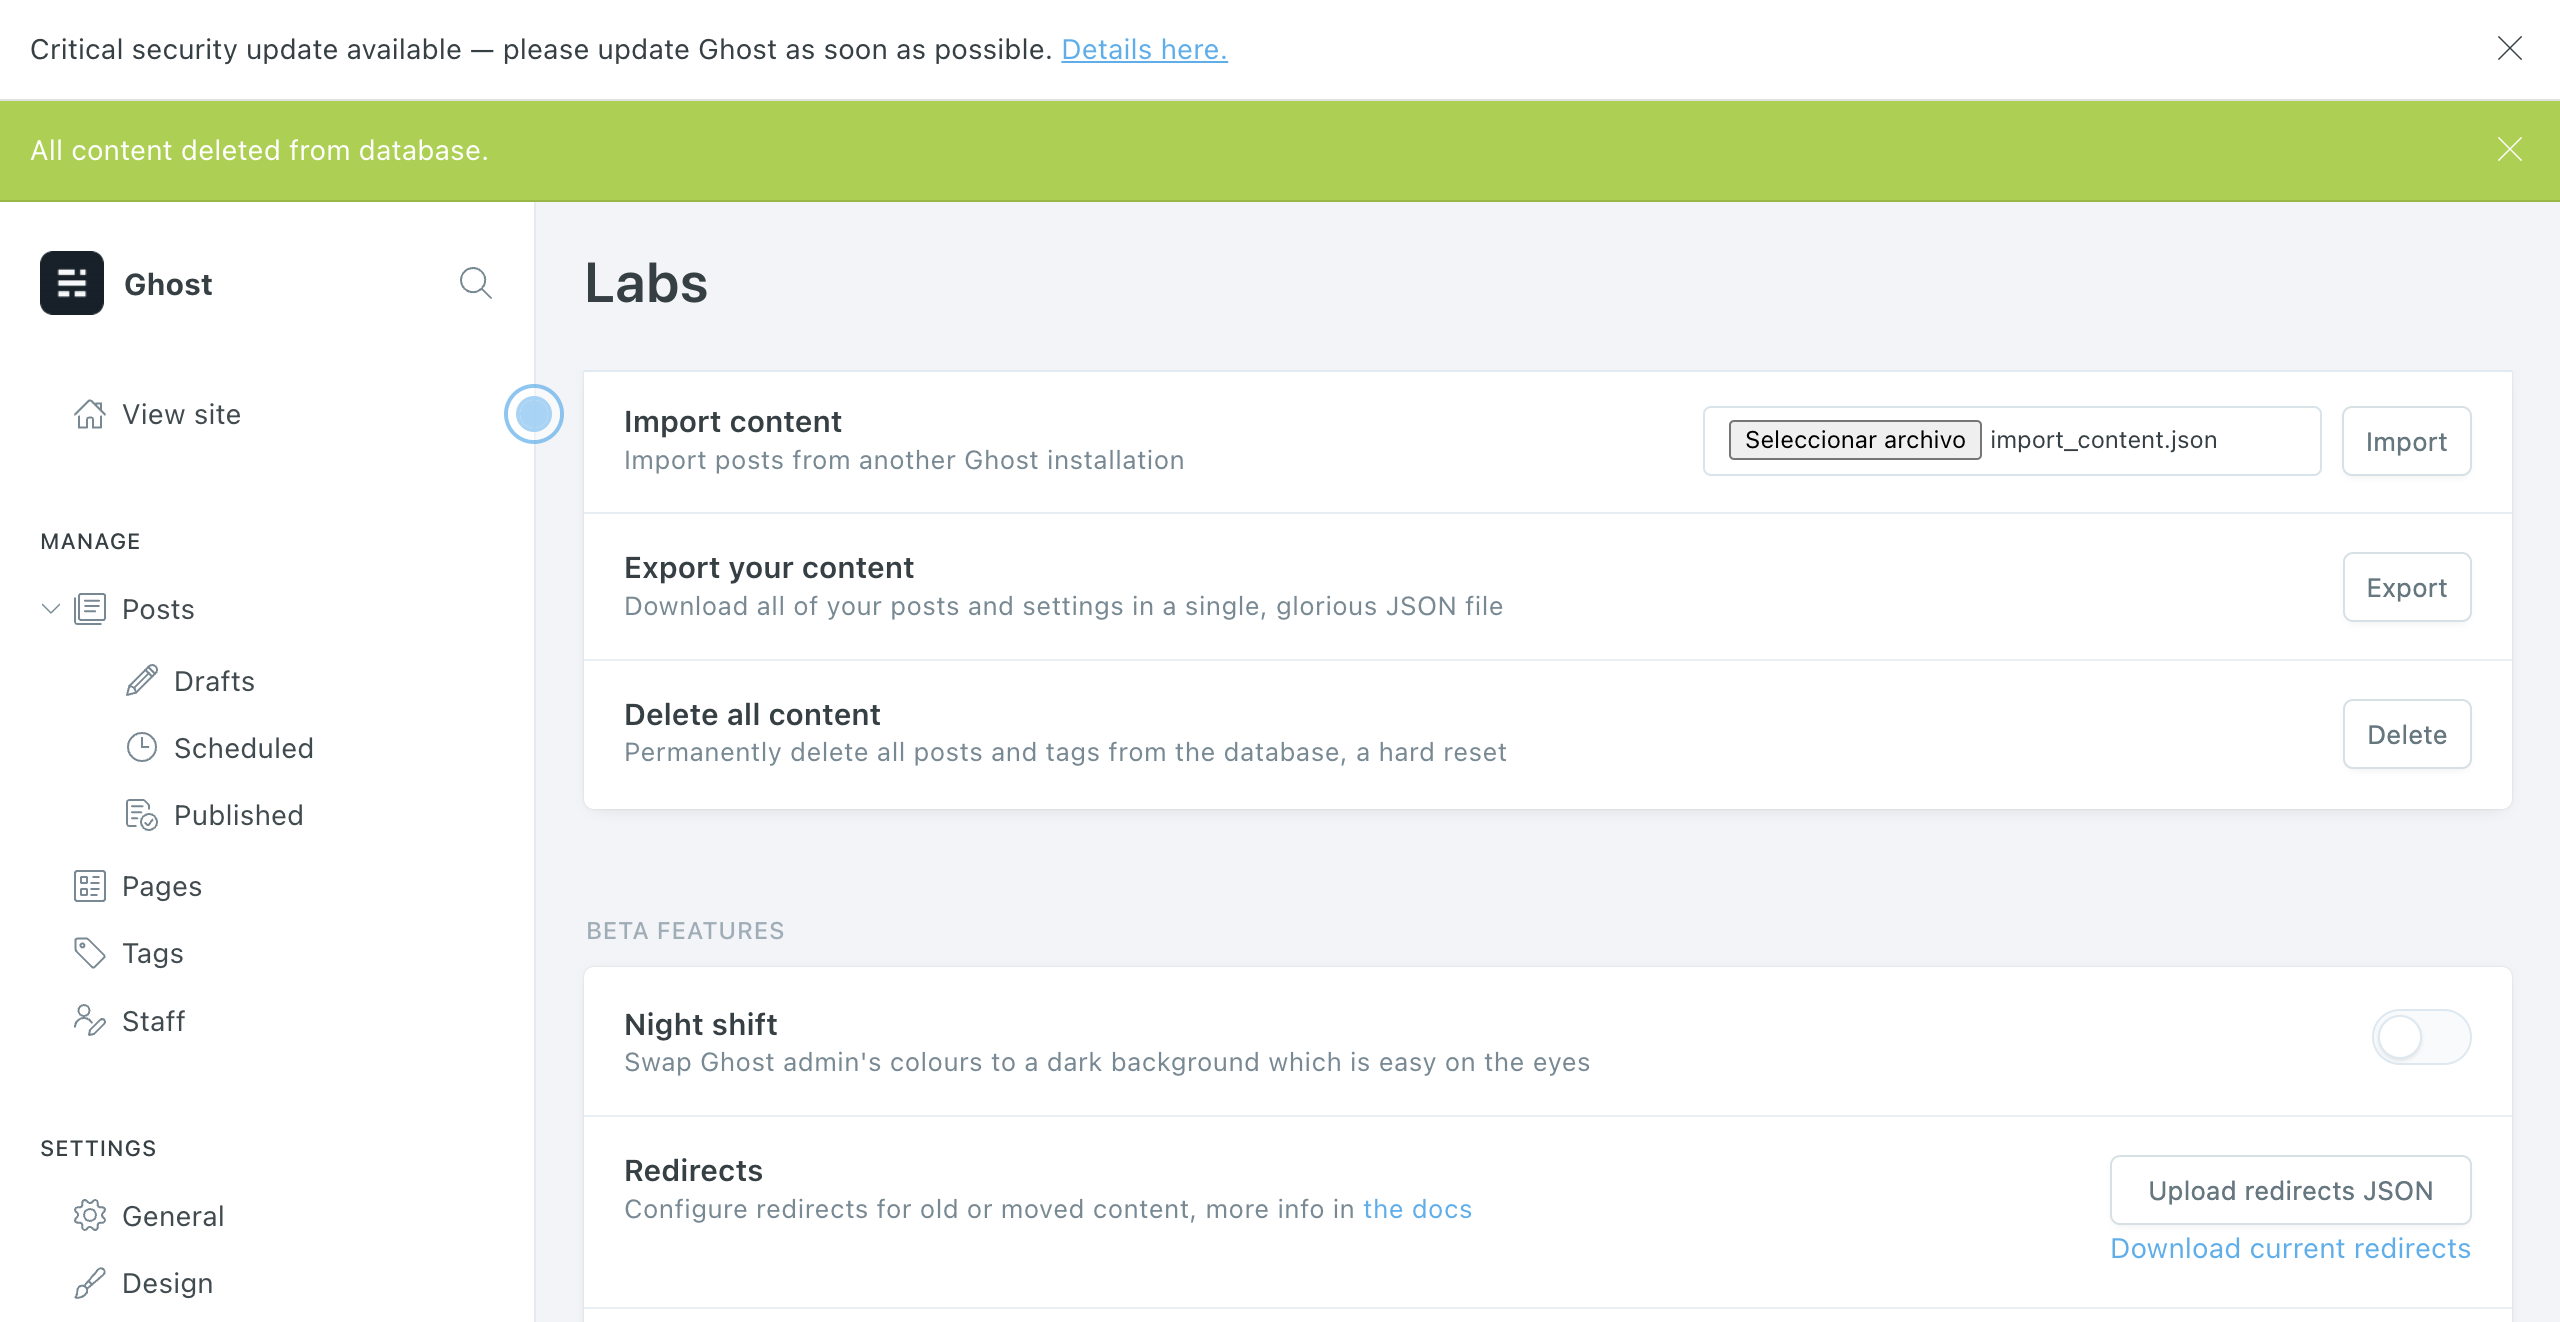 Critical security update available — please update Ghost as soon as possible. Details here.
All content deleted from database.
Ghost
View site
MANAGE
Posts
Drafts
Scheduled
Published
Pages
Tags
Staff
SETTINGS
General
Design
Labs
Import content
Import posts from another Ghost installation
Seleccionar archivo import_content.json
Import
Export your content
Download all of your posts and settings in a single, glorious JSON file
Export
Delete all content
Permanently delete all posts and tags from the database, a hard reset
Delete
BETA FEATURES
Night shift
Swap Ghost admin's colours to a dark background which is easy on the eyes
Redirects
Configure redirects for old or moved content, more info in the docs
Upload redirects JSON
Download current redirects